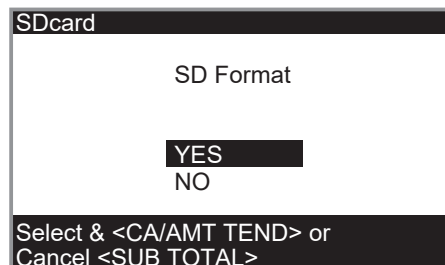 SDcard
SD Format
YES
NO
Select & <CA/AMT TEND> or
Cancel <SUB TOTAL>